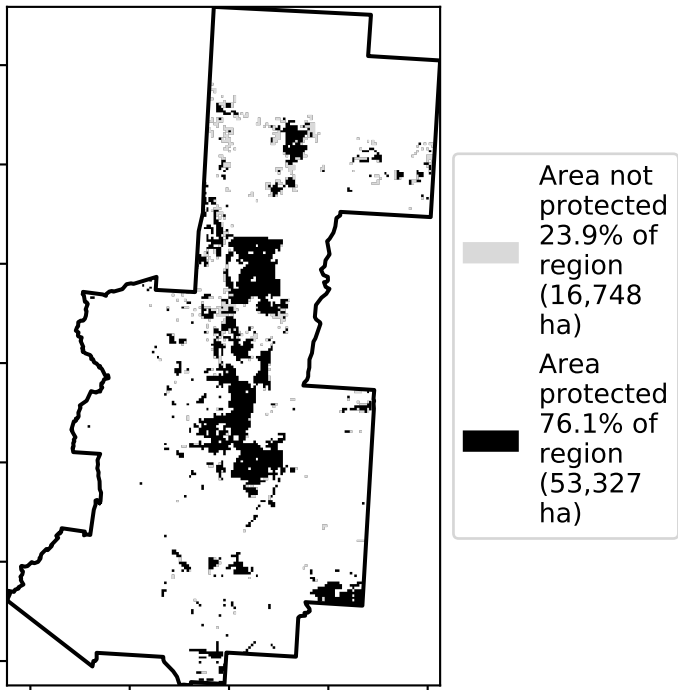 Area not
protected
23.9% of
region
(16,748
ha)
Area
protected
76.1% of
region
(53,327
ha)